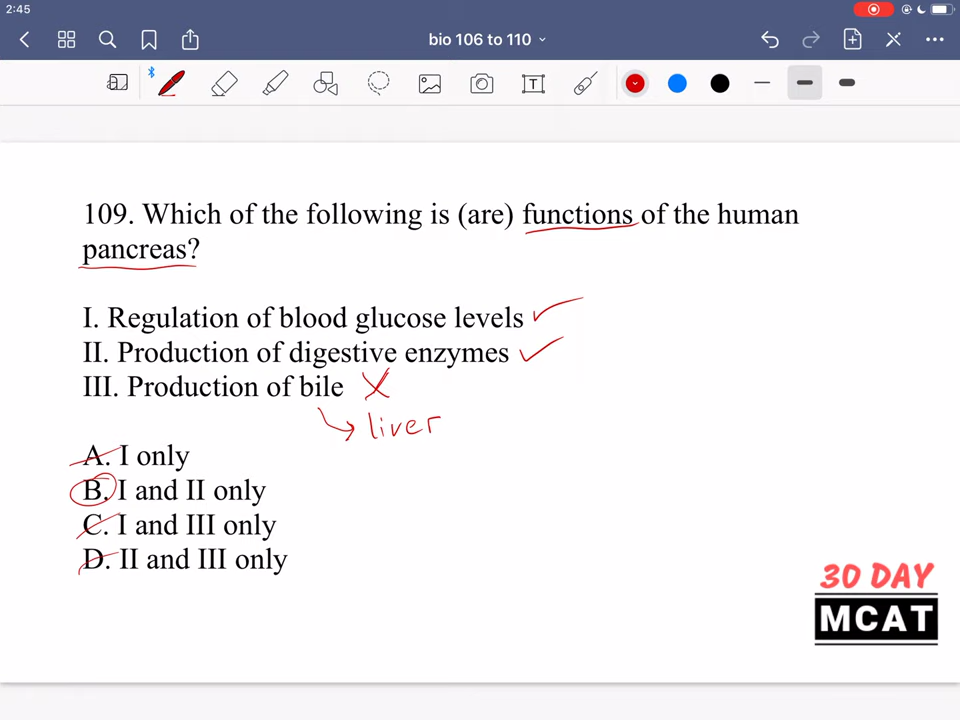 2:45
bio 106 to 110
T
109. Which of the following is (are) functions of the human
pancreas?
I. Regulation of blood glucose levels
II. Production of digestive enzymes
III. Production of bile
liver
A. I only
B. I and II only
C. I and III only
D. II and III only
30 DAY
MCAT